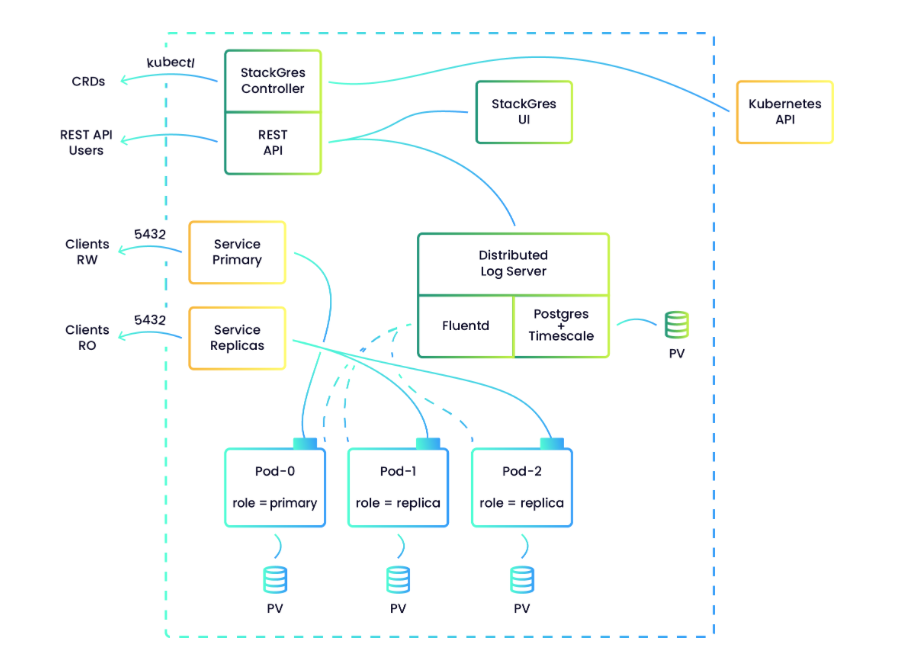 kubectl
CRDs
StackGres
Controller
StackGres
UI
Kubernetes
API
REST API
Users
REST
API
5432
Clients
RW
Service
Primary
Distributed
Log Server
5432
Clients
RO
Service
Replicas
Fluentd
Postgres
+
Timescale
PV
Pod-0
role = primary
Pod-1
role = replica
Pod-2
role = replica
PV
PV
PV